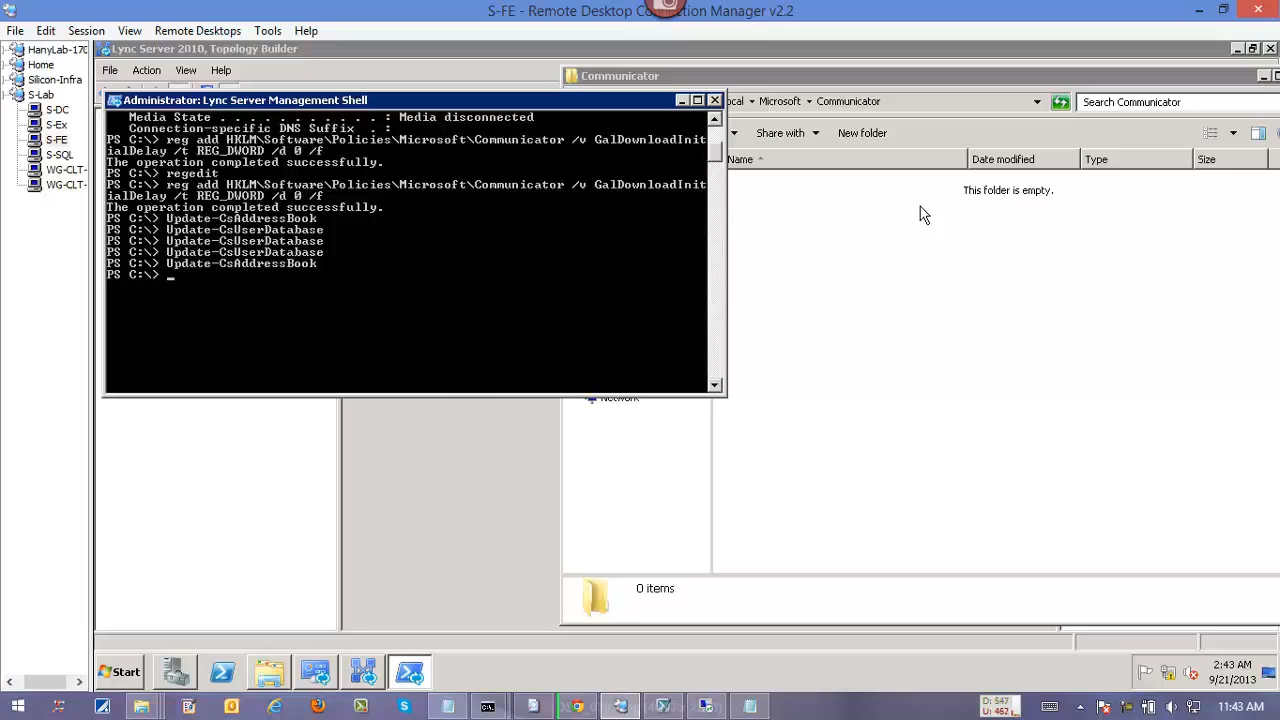 S-FE - Remote Desktop Connection Manager v2.2
File Edit Session View Remote Desktops Tools Help
HanyLab-170
Home
Silicon-Infra
S-Lab
S-DC
S-Ex
S-FE
S-SQL
WG-CLT-
WG-CLT-
Lync Server 2010, Topology Builder
File Action View Help
Communicator
ocal Microsoft Communicator
Search Communicator
Share with New folder
Name Date modified Type Size
This folder is empty.
Network
0 items
Administrator: Lync Server Management Shell
Media State . . . . . . . . . . . : Media disconnected
Connection-specific DNS Suffix . :
PS C:\> reg add HKLM\Software\Policies\Microsoft\Communicator /v GalDownloadInit
ialDelay /t REG_DWORD /d 0 /f
The operation completed successfully.
PS C:\> regedit
PS C:\> reg add HKLM\Software\Policies\Microsoft\Communicator /v GalDownloadInit
ialDelay /t REG_DWORD /d 0 /f
The operation completed successfully.
PS C:\> Update-CsAddressBook
PS C:\> Update-CsUserDatabase
PS C:\> Update-CsUserDatabase
PS C:\> Update-CsUserDatabase
PS C:\> Update-CsAddressBook
PS C:\> _
Start
2:43 AM
9/21/2013
D: 547
U: 462
11:43 AM